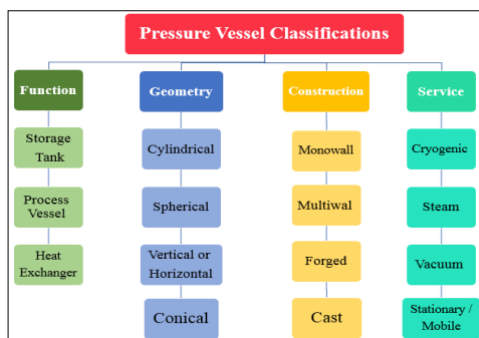 Pressure Vessel Classifications
Function
Geometry
Construction
Service
Storage
Tank
Cylindrical
Monowall
Cryogenic
Process
Vessel
Spherical
Multiwal
Steam
Heat
Exchanger
Vertical or
Horizontal
Forged
Vacuum
Conical
Cast
Stationary /
Mobile